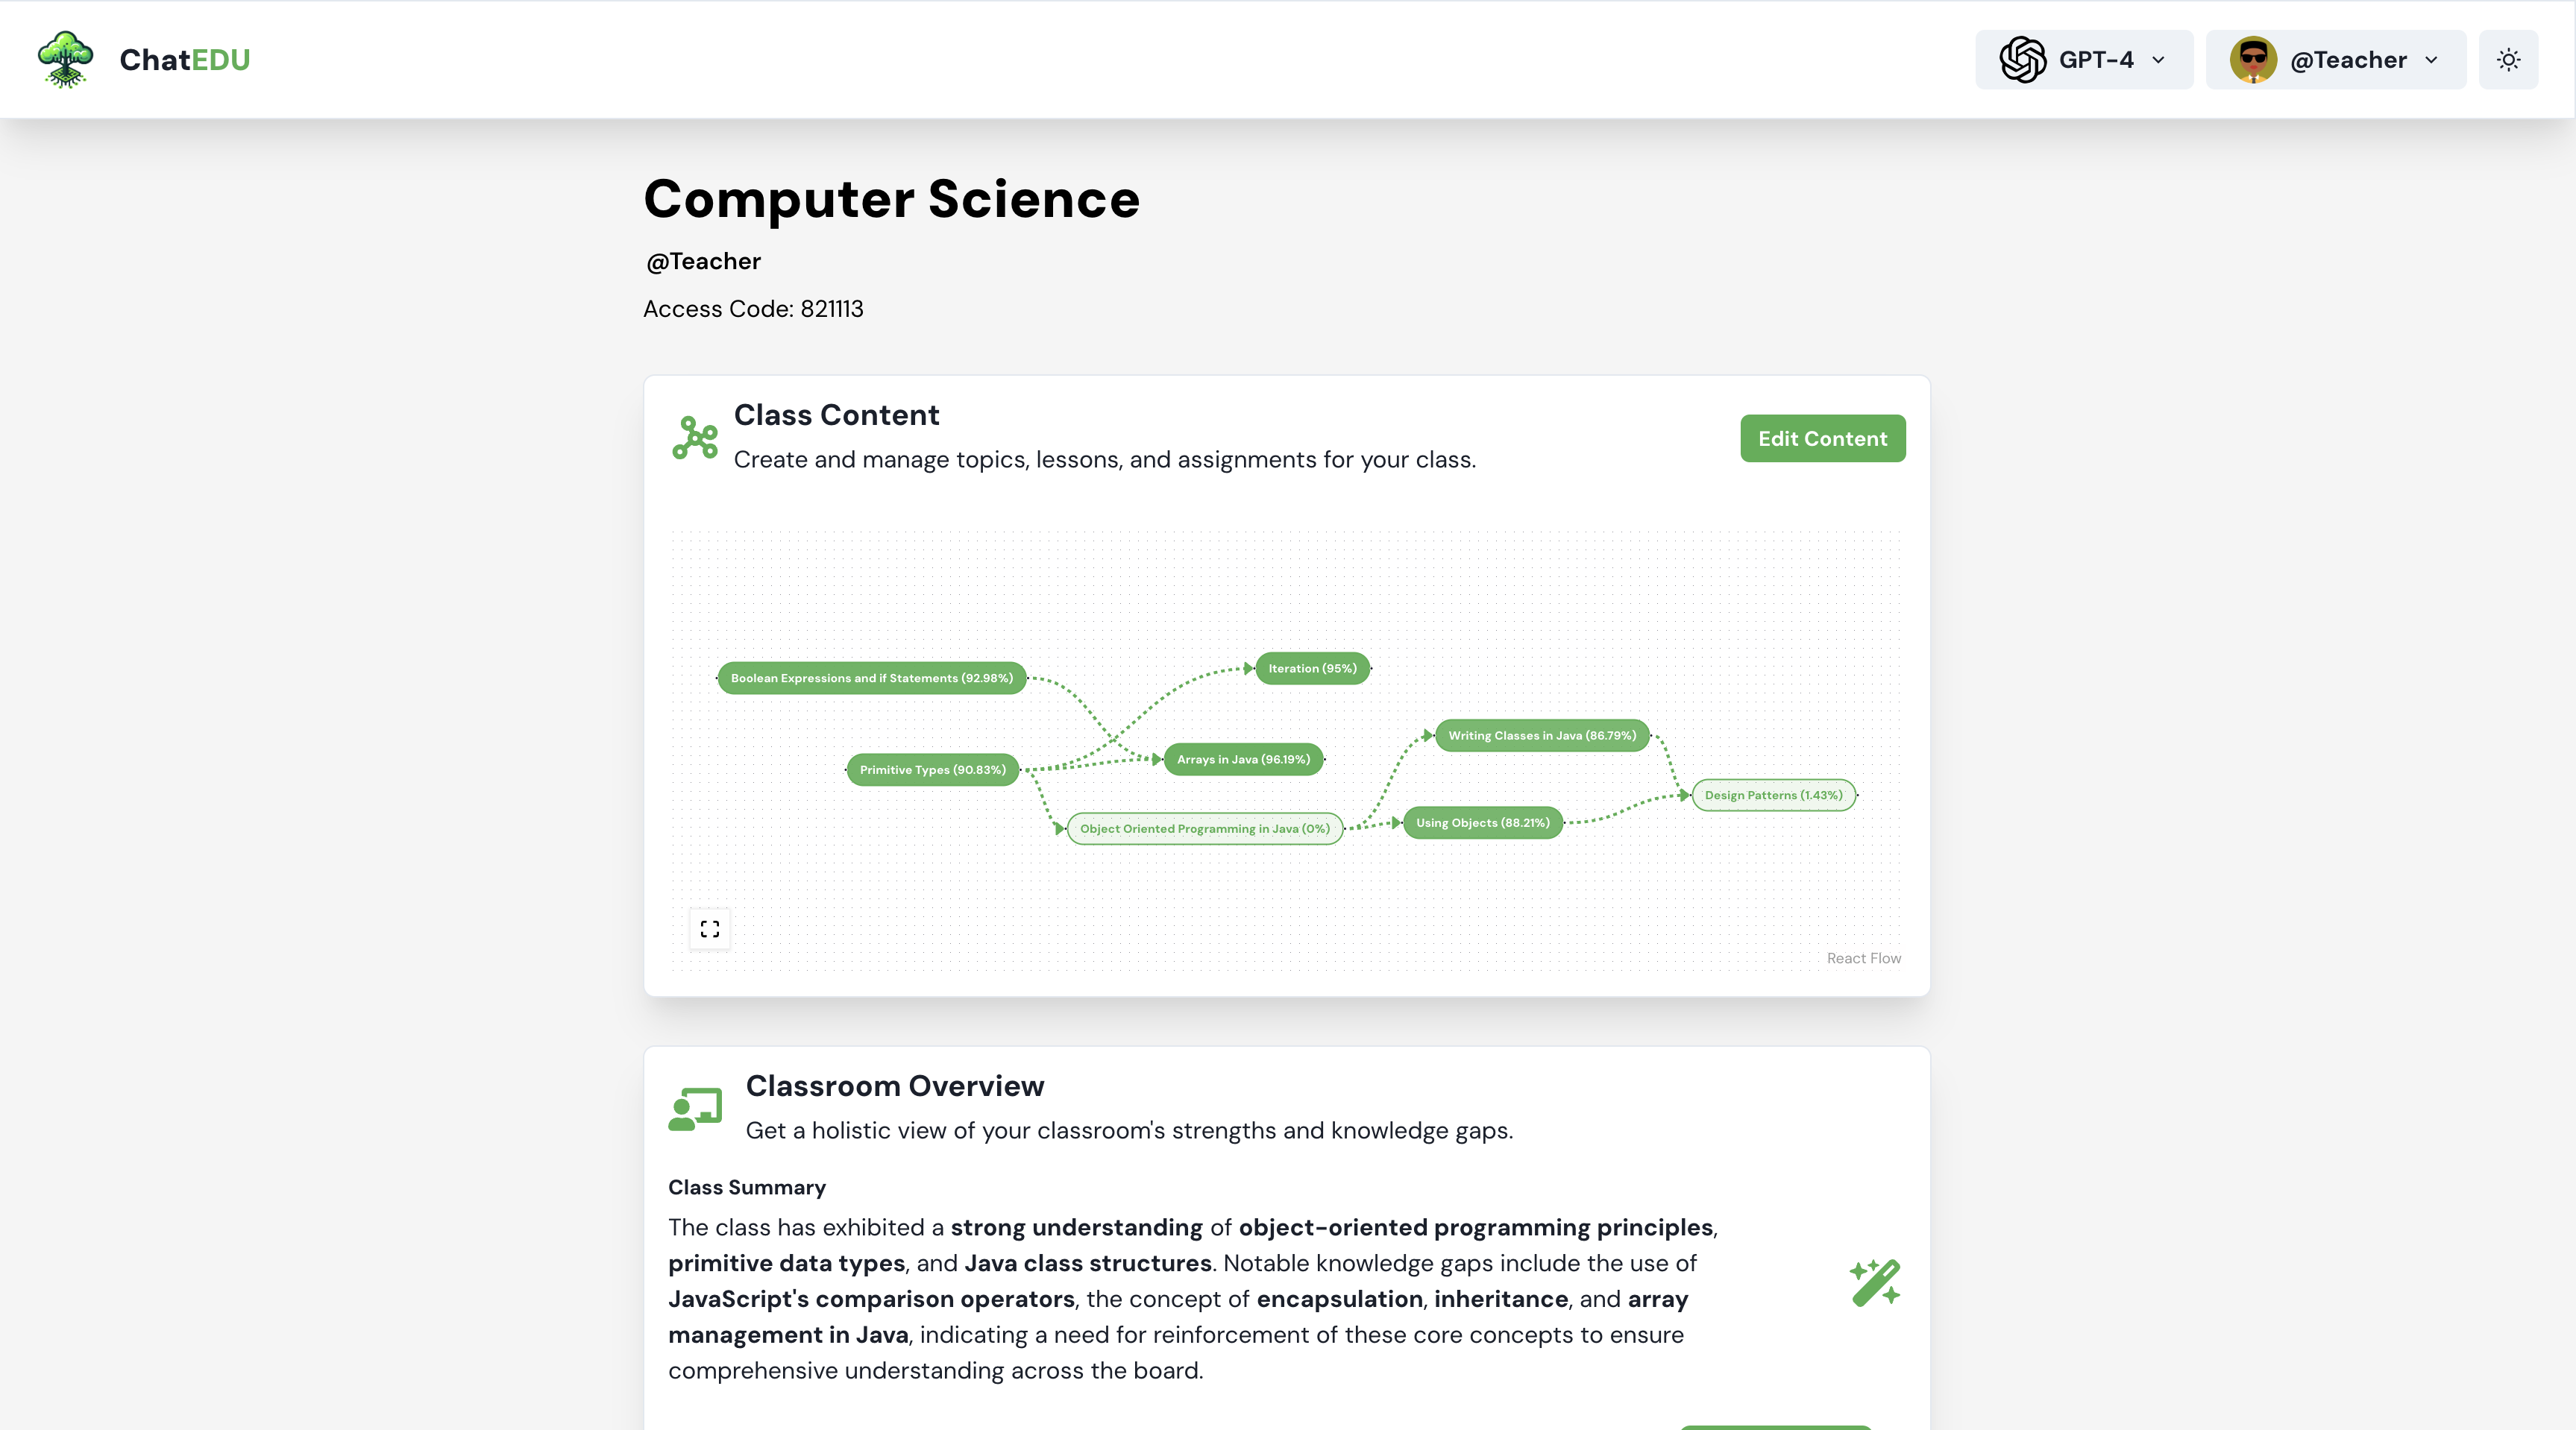 ChatEDU
GPT-4
@Teacher
Computer Science
@Teacher
Access Code: 821113
Class Content
Create and manage topics, lessons, and assignments for your class.
Edit Content
Boolean Expressions and if Statements (92.98%)
Iteration (95%)
Writing Classes in Java (86.79%)
Primitive Types (90.83%)
Arrays in Java (96.19%)
Design Patterns (1.43%)
Object Oriented Programming in Java (0%)
Using Objects (88.21%)
React Flow
Classroom Overview
Get a holistic view of your classroom's strengths and knowledge gaps.
Class Summary
The class has exhibited a strong understanding of object-oriented programming principles,
primitive data types, and Java class structures. Notable knowledge gaps include the use of
JavaScript's comparison operators, the concept of encapsulation, inheritance, and array
management in Java, indicating a need for reinforcement of these core concepts to ensure
comprehensive understanding across the board.